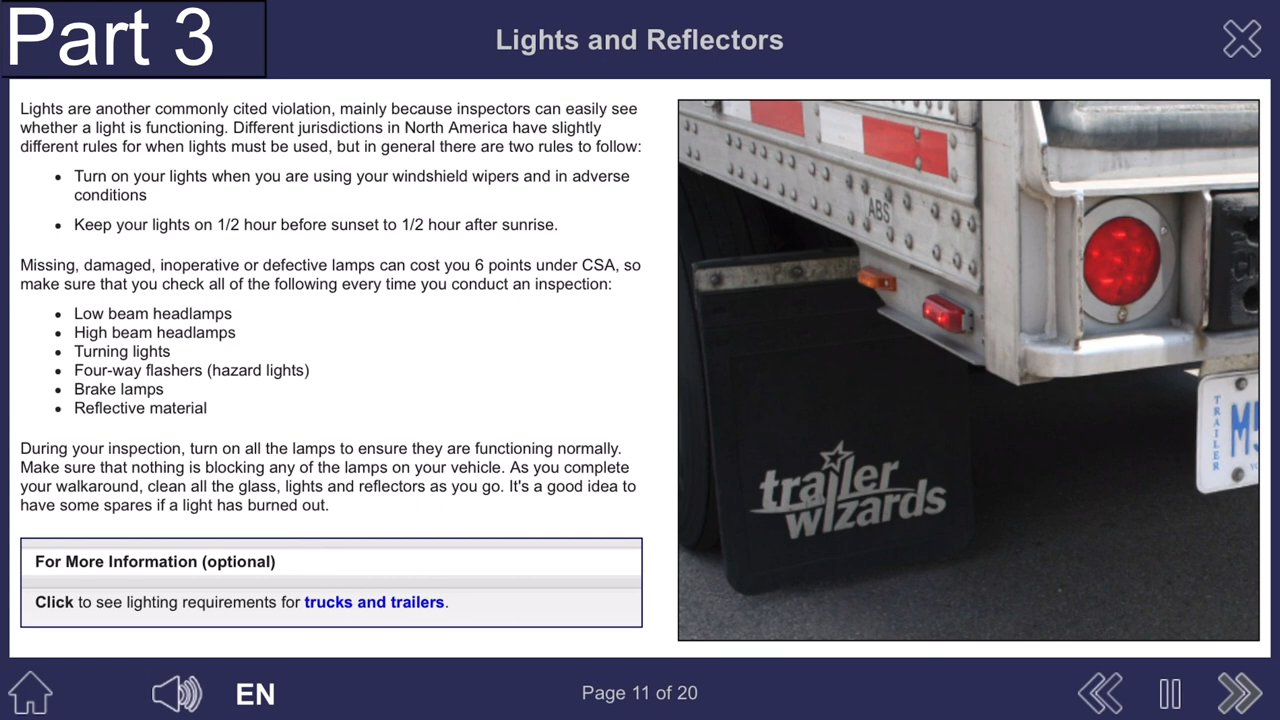 Part 3
Lights and Reflectors
Lights are another commonly cited violation, mainly because inspectors can easily see
whether a light is functioning. Different jurisdictions in North America have slightly
different rules for when lights must be used, but in general there are two rules to follow:
• Turn on your lights when you are using your windshield wipers and in adverse
conditions
• Keep your lights on 1/2 hour before sunset to 1/2 hour after sunrise.
Missing, damaged, inoperative or defective lamps can cost you 6 points under CSA, so
make sure that you check all of the following every time you conduct an inspection:
• Low beam headlamps
• High beam headlamps
• Turning lights
• Four-way flashers (hazard lights)
• Brake lamps
• Reflective material
During your inspection, turn on all the lamps to ensure they are functioning normally.
Make sure that nothing is blocking any of the lamps on your vehicle. As you complete
your walkaround, clean all the glass, lights and reflectors as you go. It's a good idea to
have some spares if a light has burned out.
For More Information (optional)
Click to see lighting requirements for trucks and trailers.
ABS
trailer
wizards
TRAILER
EN
Page 11 of 20